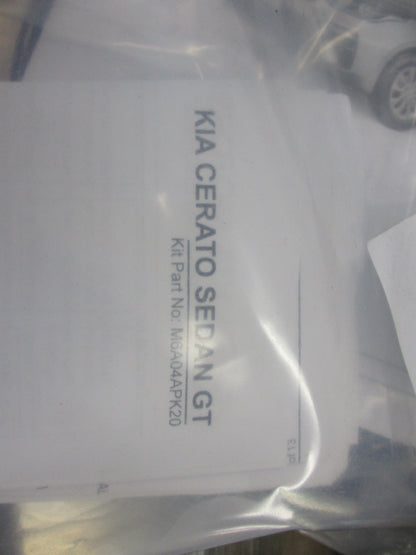 KIA CERATO SEDAN GT
Kit Part No: M6A04APK20